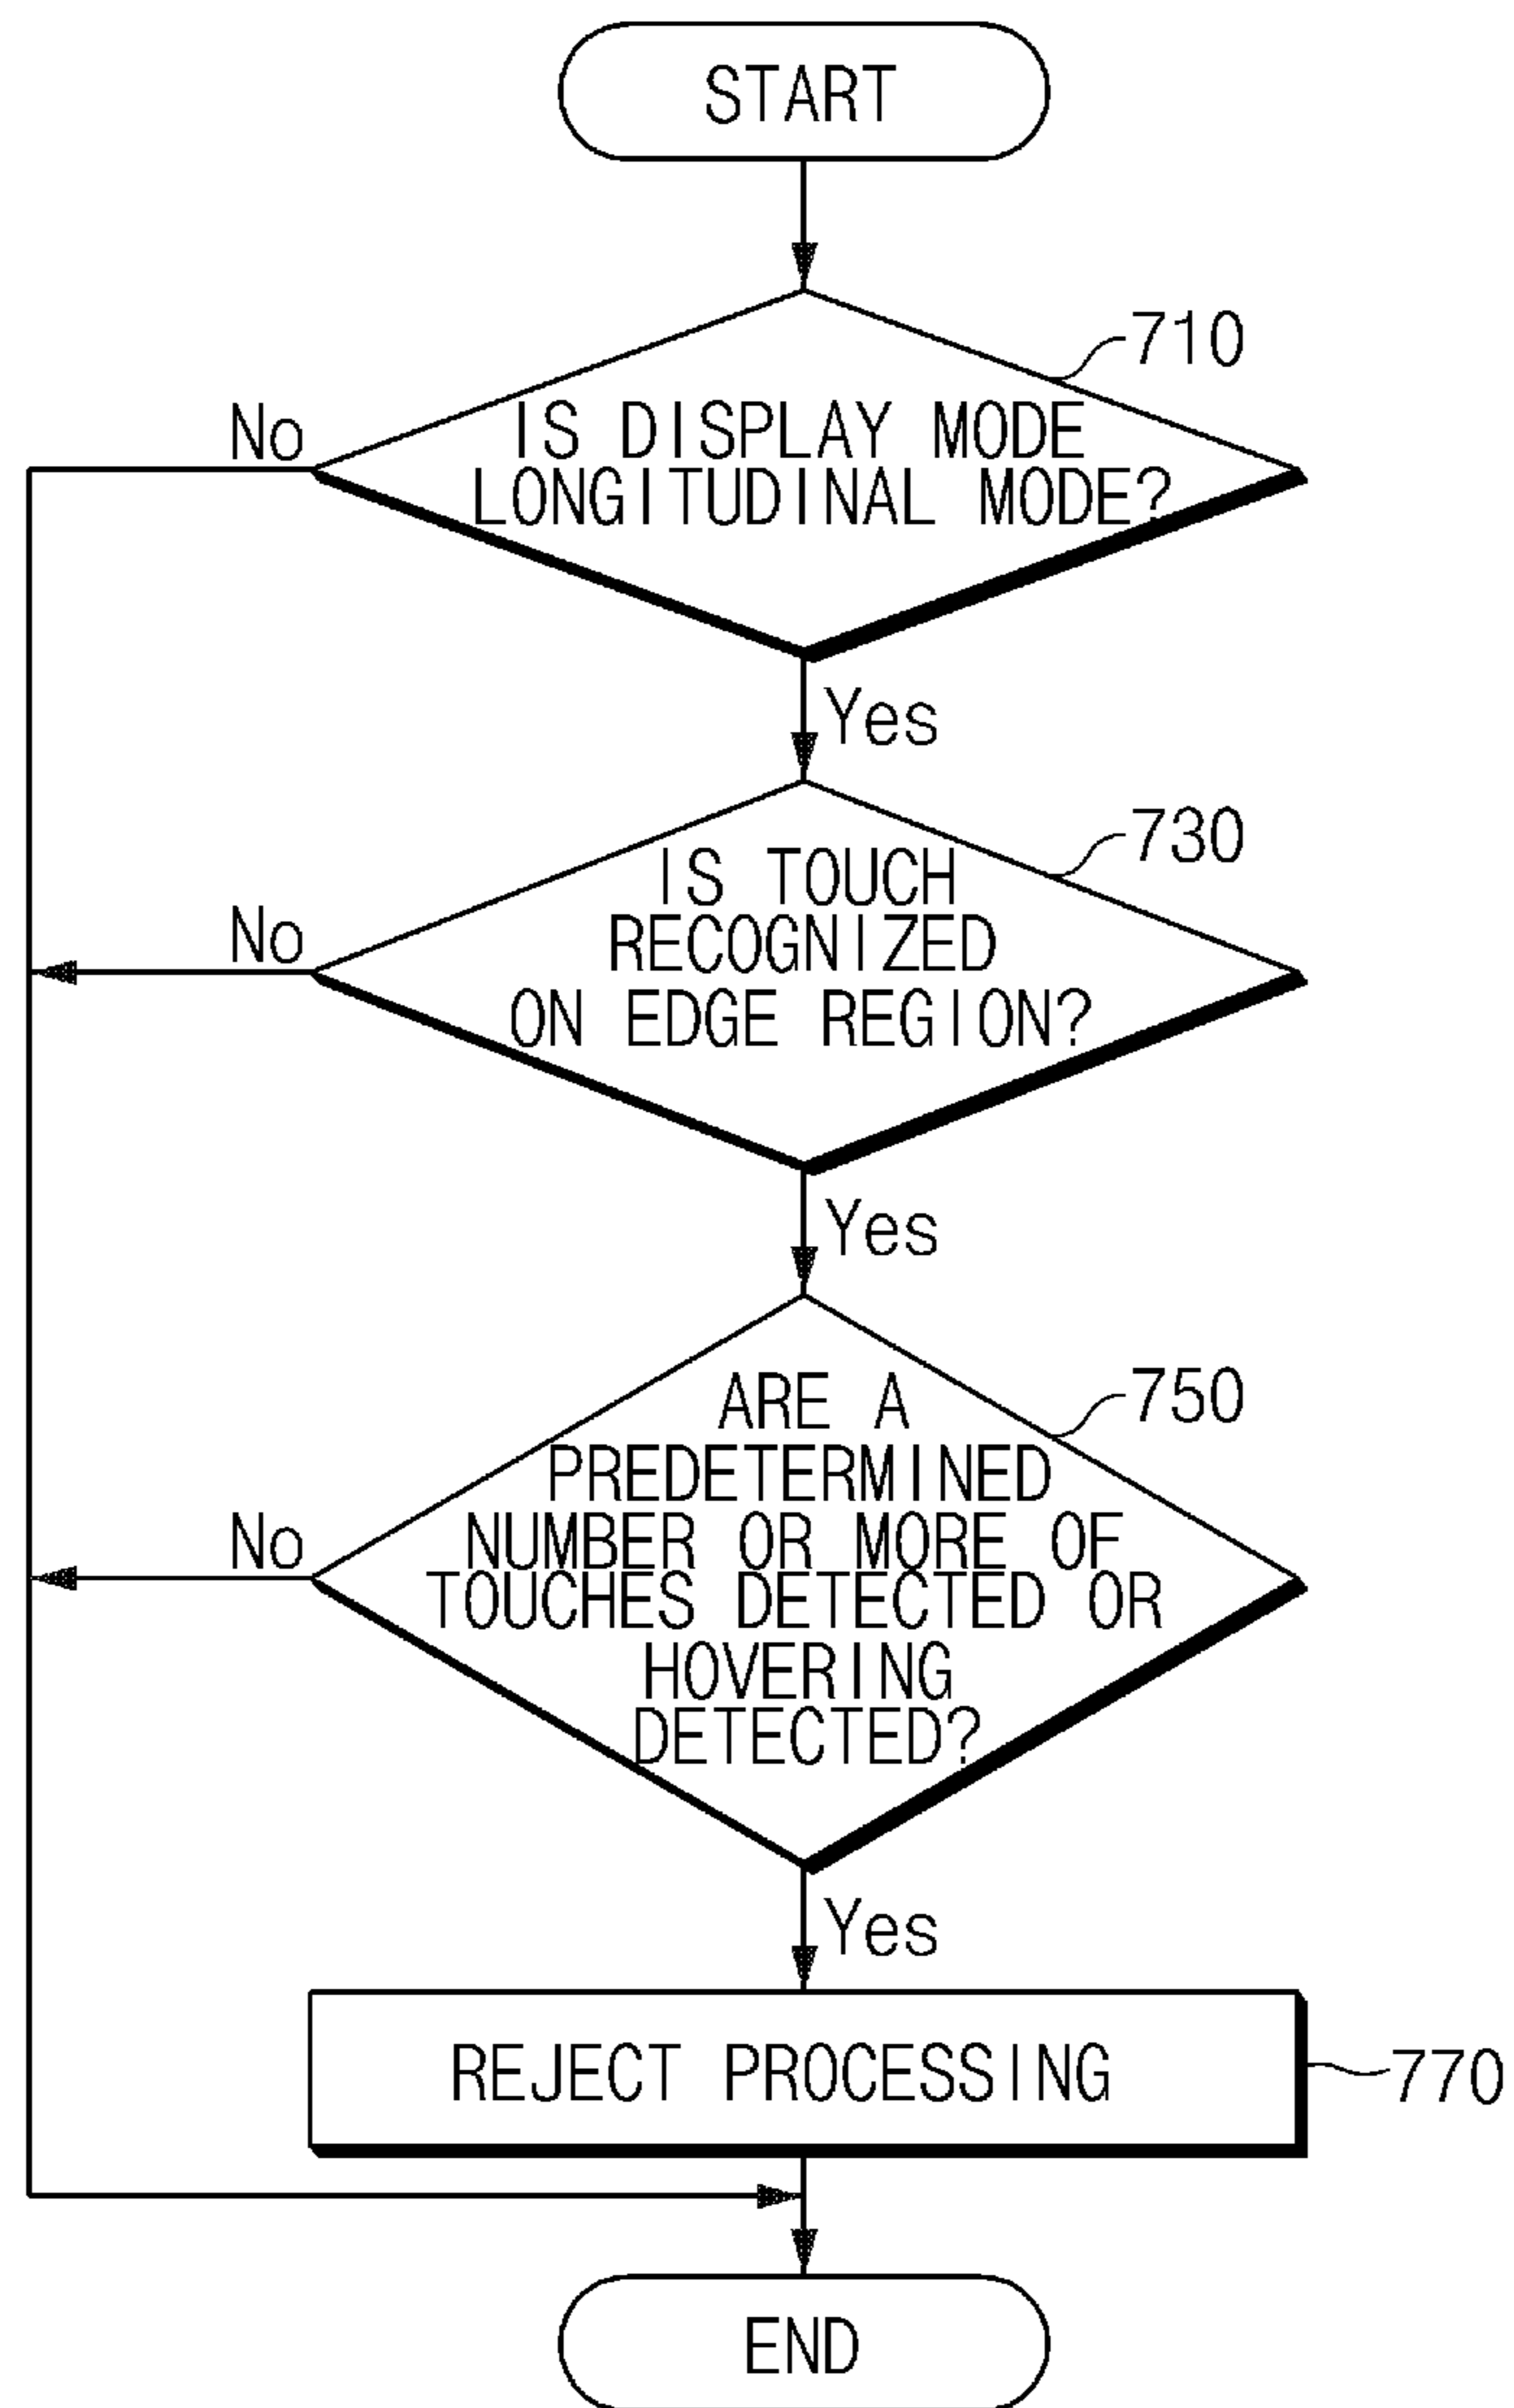 START
710
No
IS DISPLAY MODE
LONGITUDINAL MODE?
Yes
730
No
IS TOUCH
RECOGNIZED
ON EDGE REGION?
Yes
750
No
ARE A
PREDETERMINED
NUMBER OR MORE OF
TOUCHES DETECTED OR
HOVERING
DETECTED?
Yes
REJECT PROCESSING
770
END